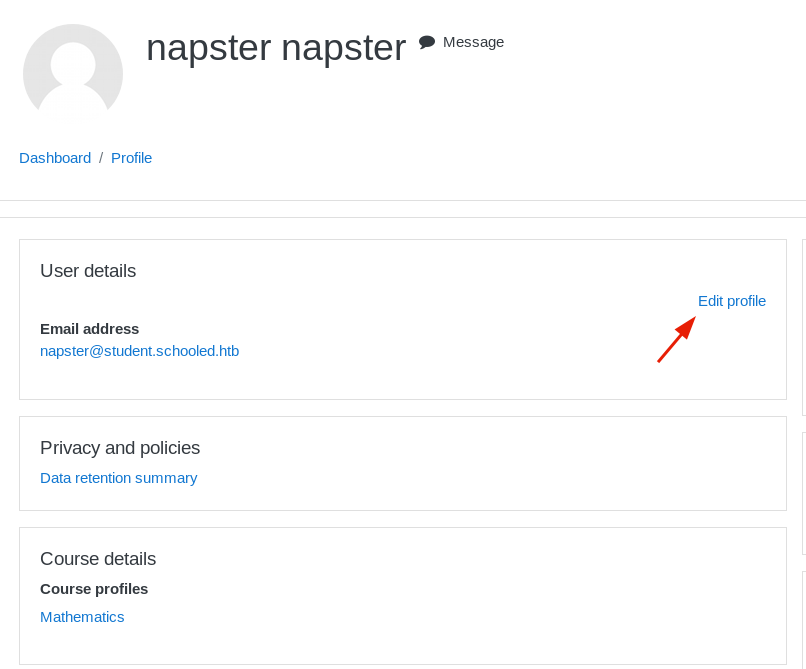 napster napster Message
Dashboard / Profile
User details
Edit profile
Email address
napster@student.schooled.htb
Privacy and policies
Data retention summary
Course details
Course profiles
Mathematics